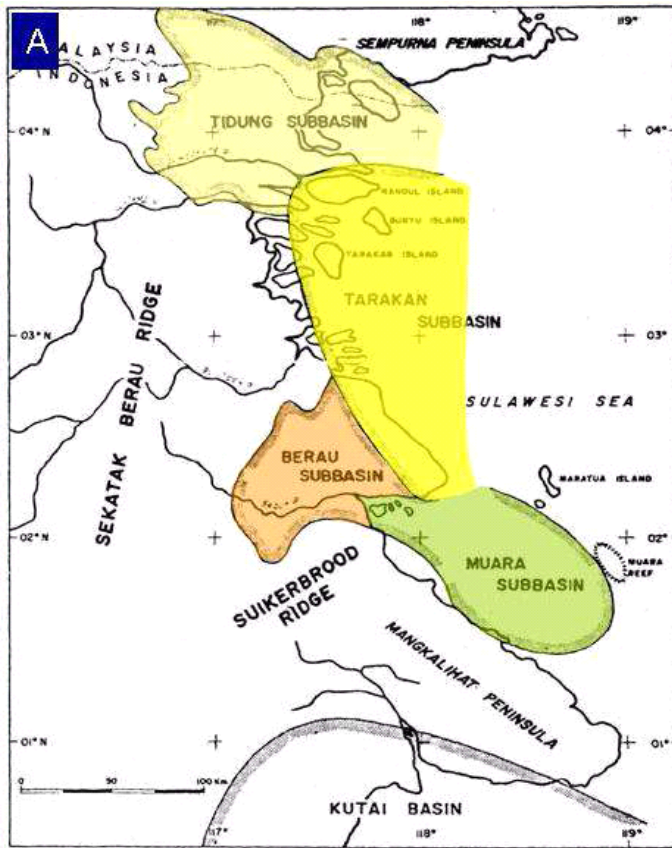 A
117°
118°
119°
MALAYSIA
INDONESIA
SEMPURNA PENINSULA
TIDUNG SUBBASIN
04° N
04°
BUNYU ISLAND
TARAKAN ISLAND
TARAKAN
SUBBASIN
03° N
03°
SEKATAK BERAU RIDGE
SULAWESI SEA
BERAU
SUBBASIN
MARATUA ISLAND
02° N
02°
MUARA
REEF
MUARA
SUBBASIN
SUIKERBROOD
RIDGE
MANGKALIHAT PENINSULA
01° N
01°
0 50 100 Km.
KUTAI BASIN
117°
118°
119°